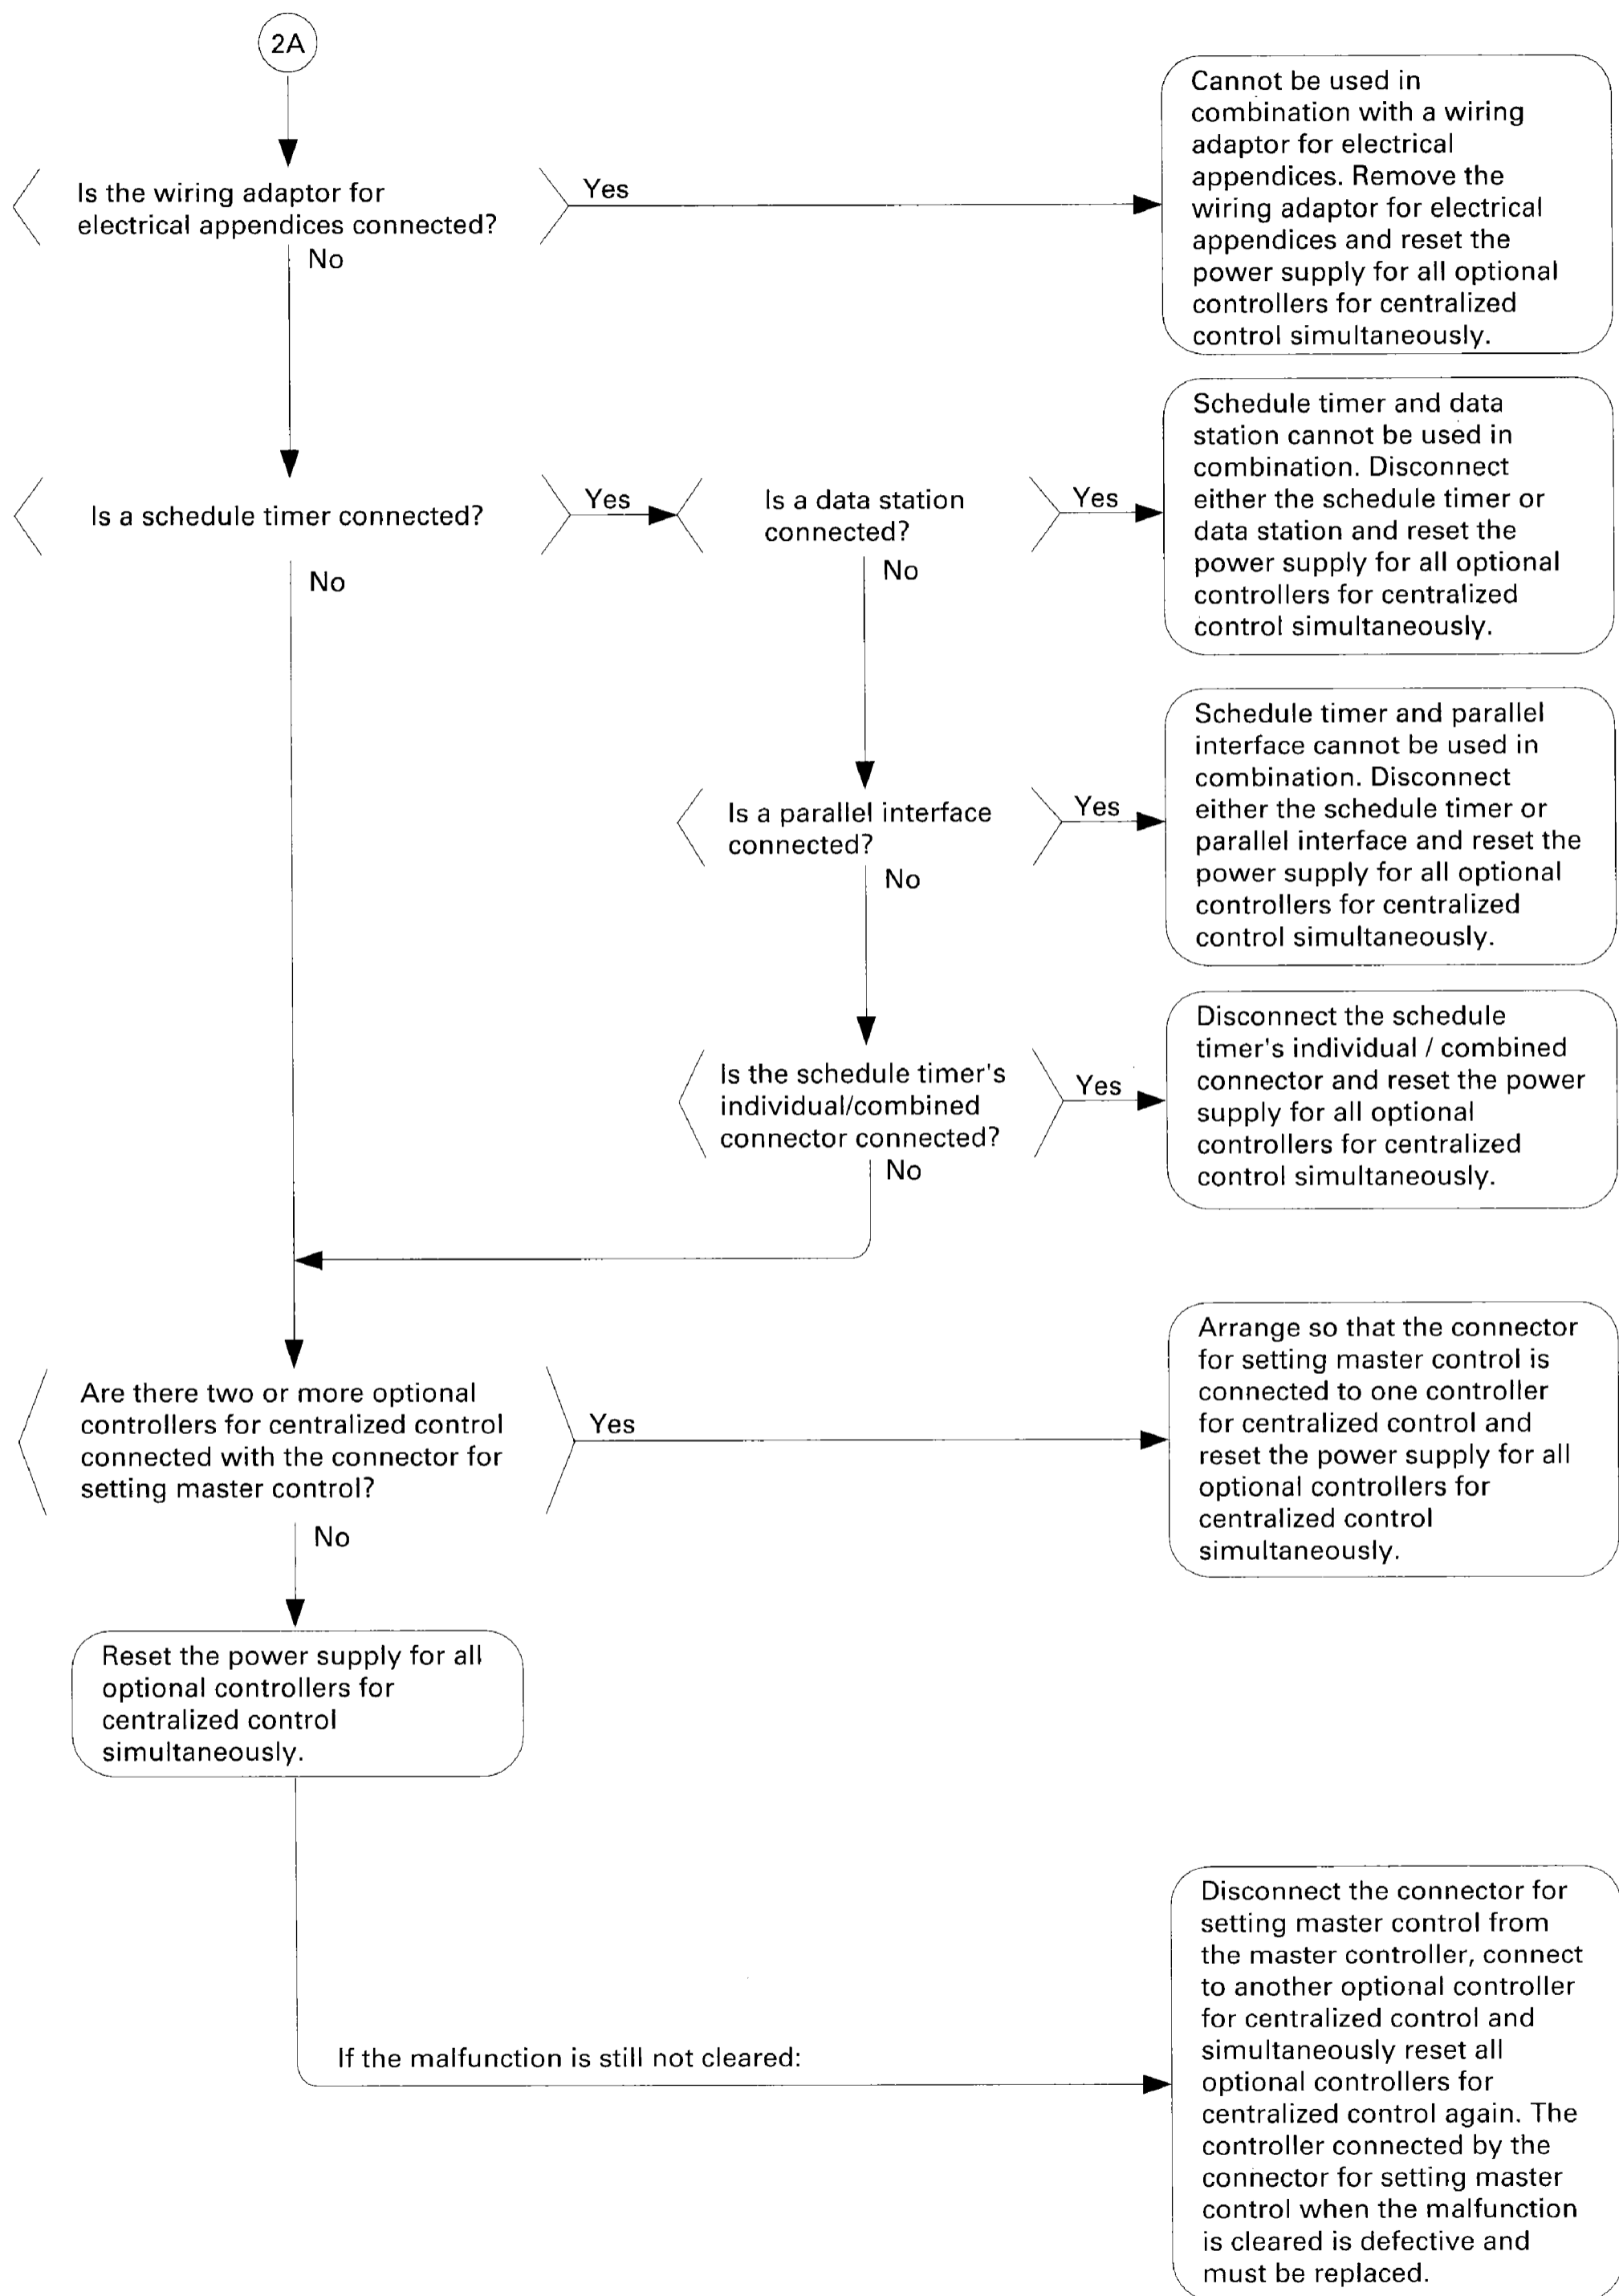 2A
Cannot be used in
combination with a wiring
adaptor for electrical
appendices. Remove the
wiring adaptor for electrical
appendices and reset the
power supply for all optional
controllers for centralized
control simultaneously.
Is the wiring adaptor for
electrical appendices connected?
Yes
No
Schedule timer and data
station cannot be used in
combination. Disconnect
either the schedule timer or
data station and reset the
power supply for all optional
controllers for centralized
control simultaneously.
Is a schedule timer connected?
Yes
Is a data station
connected?
Yes
No
No
Schedule timer and parallel
interface cannot be used in
combination. Disconnect
either the schedule timer or
parallel interface and reset the
power supply for all optional
controllers for centralized
control simultaneously.
Is a parallel interface
connected?
Yes
No
Disconnect the schedule
timer's individual / combined
connector and reset the power
supply for all optional
controllers for centralized
control simultaneously.
Is the schedule timer's
individual/combined
connector connected?
Yes
No
Arrange so that the connector
for setting master control is
connected to one controller
for centralized control and
reset the power supply for all
optional controllers for
centralized control
simultaneously.
Are there two or more optional
controllers for centralized control
connected with the connector for
setting master control?
Yes
No
Reset the power supply for all
optional controllers for
centralized control
simultaneously.
If the malfunction is still not cleared:
Disconnect the connector for
setting master control from
the master controller, connect
to another optional controller
for centralized control and
simultaneously reset all
optional controllers for
centralized control again. The
controller connected by the
connector for setting master
control when the malfunction
is cleared is defective and
must be replaced.